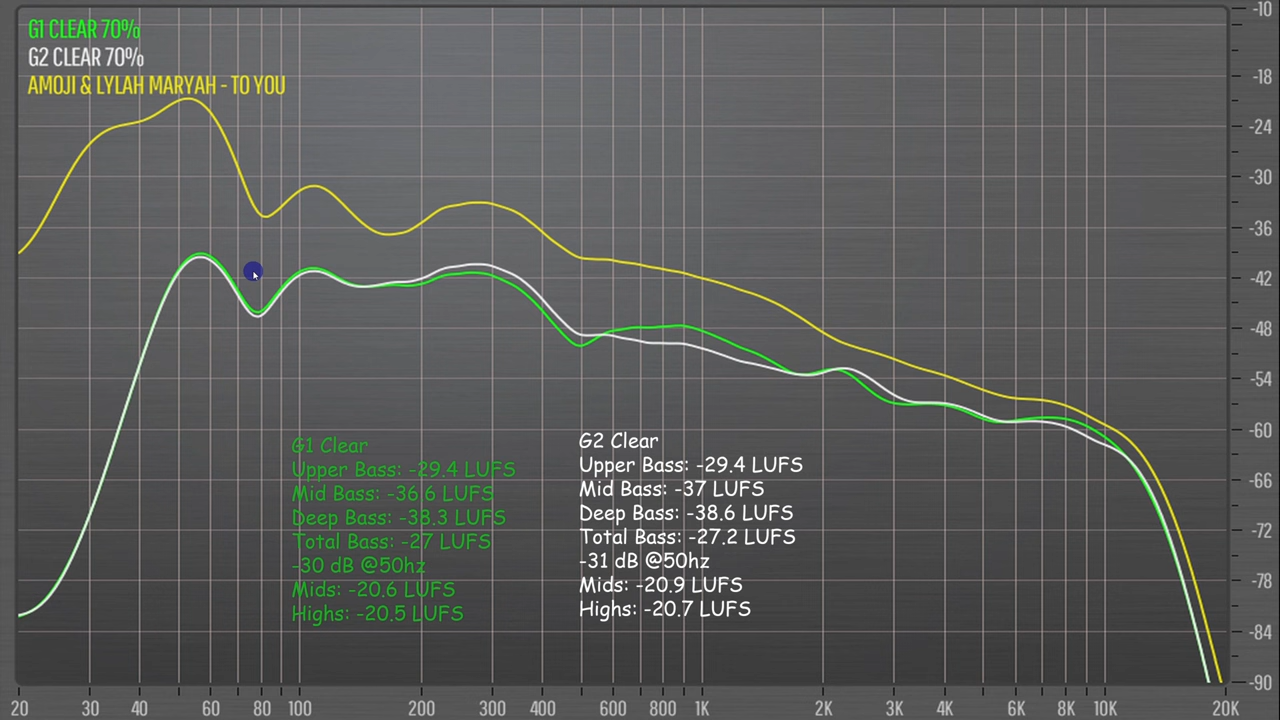 G1 CLEAR 70%
G2 CLEAR 70%
AMOJI & LYLAH MARYAH - TO YOU
G1 Clear
Upper Bass: -29.4 LUFS
Mid Bass: -36.6 LUFS
Deep Bass: -38.3 LUFS
Total Bass: -27 LUFS
-30 dB @50hz
Mids: -20.6 LUFS
Highs: -20.5 LUFS
G2 Clear
Upper Bass: -29.4 LUFS
Mid Bass: -37 LUFS
Deep Bass: -38.6 LUFS
Total Bass: -27.2 LUFS
-31 dB @50hz
Mids: -20.9 LUFS
Highs: -20.7 LUFS
-10
-18
-24
-30
-36
-42
-48
-54
-60
-66
-72
-78
-84
-90
20 30 40 60 80 100 200 300 400 600 800 1K 2K 3K 4K 6K 8K 10K 20K